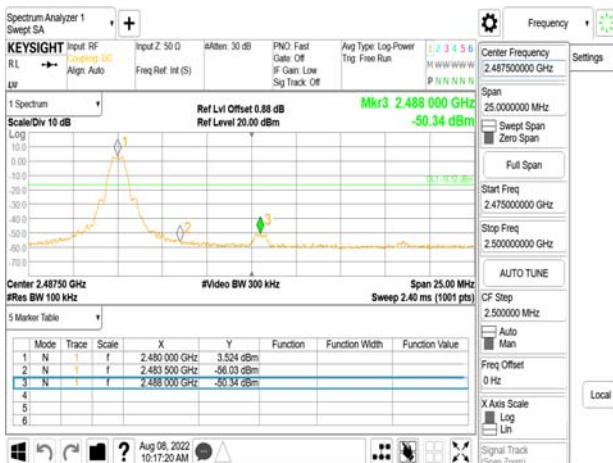 Spectrum Analyzer 1
Swept SA
Frequency
KEYSIGHT
RL
Input: RF
Coupling: DC
Align: Auto
Input Z: 50 Ω
Freq Ref: Int (S)
#Atten: 30 dB
PNO: Fast
Gate: Off
IF Gain: Low
Sig Track: Off
Avg Type: Log-Power
Trig: Free Run
1 2 3 4 5 6
M W W W W W
P N N N N N
1 Spectrum
Scale/Div 10 dB
Ref Lvl Offset 0.88 dB
Ref Level 20.00 dBm
Mkr3 2.488 000 GHz
-50.34 dBm
Log
10.0
0.00
-10.0
-20.0
-30.0
-40.0
-50.0
-60.0
-70.0
1
2
3
Center 2.48750 GHz
#Res BW 100 kHz
#Video BW 300 kHz
Span 25.00 MHz
Sweep 2.40 ms (1001 pts)
5 Marker Table
Mode Trace Scale X Y Function Function Width Function Value
1 N 1 f 2.480 000 GHz 3.524 dBm
2 N 1 f 2.483 500 GHz -56.03 dBm
3 N 1 f 2.488 000 GHz -50.34 dBm
4
5
6
Aug 08, 2022
10:17:20 AM
Center Frequency
2.487500000 GHz
Settings
Span
25.0000000 MHz
Swept Span
Zero Span
Full Span
Start Freq
2.475000000 GHz
Stop Freq
2.500000000 GHz
AUTO TUNE
CF Step
2.500000 MHz
Auto
Man
Freq Offset
0 Hz
X Axis Scale
Log
Lin
Local
Signal Track
(Span Zoom)